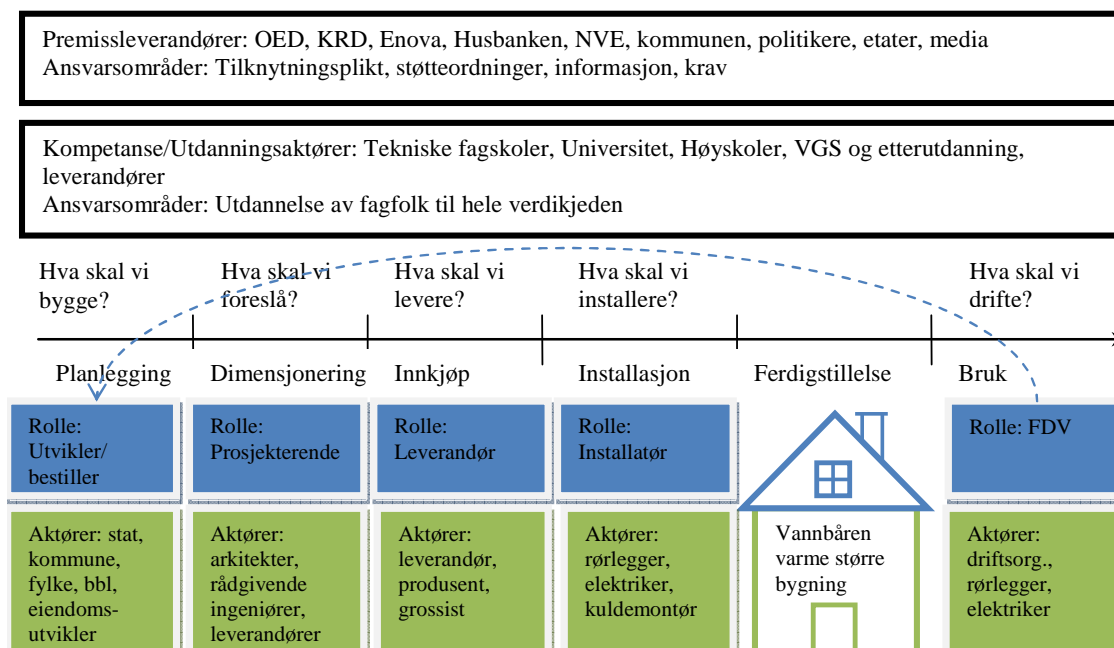 Premissleverandører: OED, KRD, Enova, Husbanken, NVE, kommunen, politikere, etater, media
Ansvarsområder: Tilknytningsplikt, støtteordninger, informasjon, krav
Kompetanse/Utdanningsaktører: Tekniske fagskoler, Universitet, Høyskoler, VGS og etterutdanning,
leverandører
Ansvarsområder: Utdannelse av fagfolk til hele verdikjeden
Hva skal vi
bygge?
Hva skal vi
foreslå?
Hva skal vi
levere?
Hva skal vi
installere?
Hva skal vi
drifte?
Planlegging
Dimensjonering
Innkjøp
Installasjon
Ferdigstillelse
Bruk
Rolle:
Utvikler/
bestiller
Rolle:
Prosjekterende
Rolle:
Leverandør
Rolle:
Installatør
Rolle: FDV
Aktører: stat,
kommune,
fylke, bbl,
eiendoms-
utvikler
Aktører:
arkitekter,
rådgivende
ingeniører,
leverandører
Aktører:
leverandør,
produsent,
grossist
Aktører:
rørlegger,
elektriker,
kuldemontør
Vannbåren
varme større
bygning
Aktører:
driftsorg.,
rørlegger,
elektriker